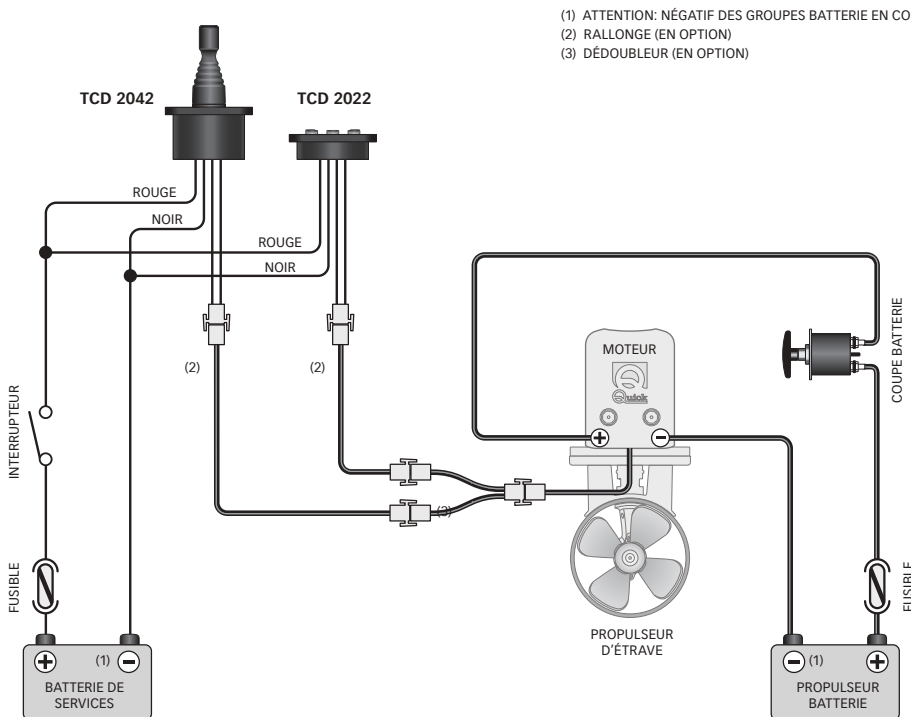 (1) ATTENTION: NÉGATIF DES GROUPES BATTERIE EN CO
(2) RALLONGE (EN OPTION)
(3) DÉDOUBLEUR (EN OPTION)
TCD 2042
TCD 2022
ROUGE
NOIR
ROUGE
NOIR
(2)
(2)
(3)
INTERRUPTEUR
FUSIBLE
MOTEUR
Quick
+
−
COUPE BATTERIE
FUSIBLE
PROPULSEUR
D'ÉTRAVE
+
(1)
−
BATTERIE DE
SERVICES
−
(1)
+
PROPULSEUR
BATTERIE